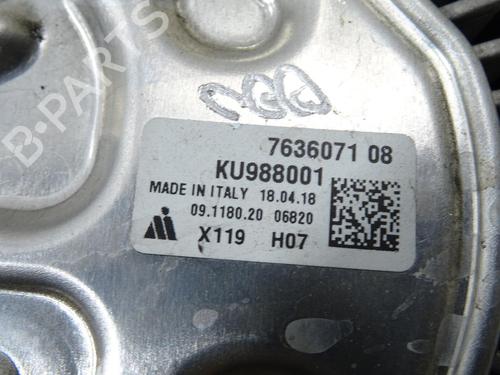 B-PARTS
7636071 08
KU988001
MADE IN ITALY 18.04.18
09.1180.20 06820
X119 H07